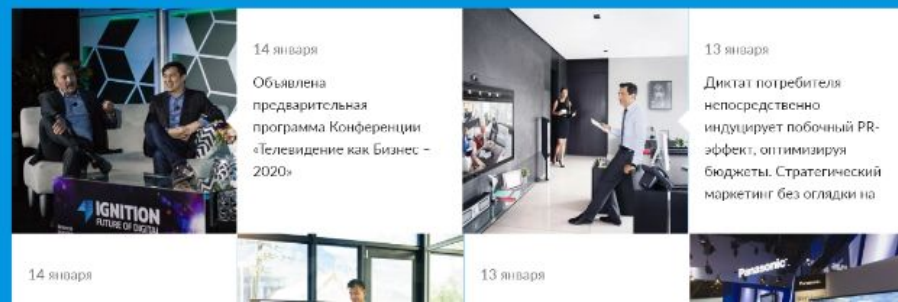 14 января
Объявлена
предварительная
программа Конференции
«Телевидение как Бизнес –
2020»
IGNITION
FUTURE OF DIGITAL
13 января
Диктат потребителя
непосредственно
индуцирует побочный PR-
эффект, оптимизируя
бюджеты. Стратегический
маркетинг без оглядки на
14 января
13 января
Panasonic
Panasonic